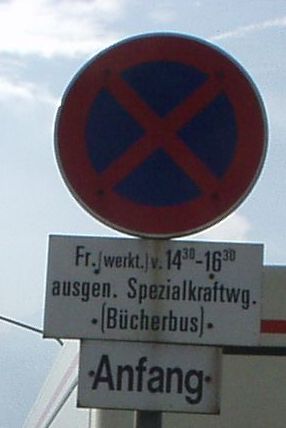 Fr. (werkt.) v. 14³⁰-16³⁰
ausgen. Spezialkraftwg.
(Bücherbus)
Anfang